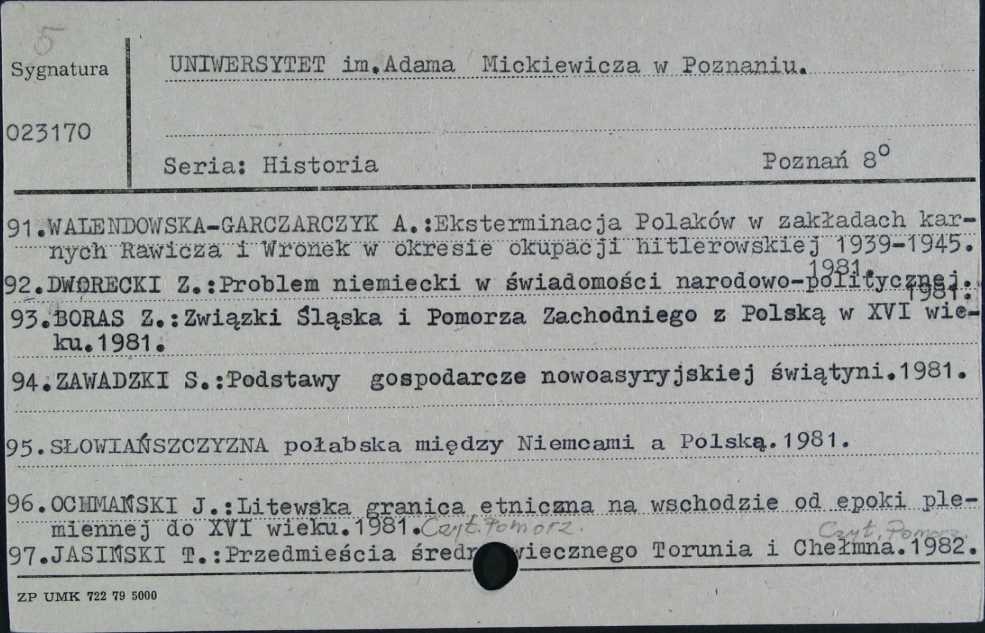 5
Sygnatura
UNIWERSYTET im.Adama Mickiewicza w Poznaniu.
023170
Seria: Historia Poznań 8°
91.WALENDOWSKA-GARCZARCZYK A.:Eksterminacja Polaków w zakładach kar-
nych Rawicza i Wronek w okresie okupacji hitlerowskiej 1939-1945.
1981.
92.DWORECKI Z.:Problem niemiecki w świadomości narodowo-politycznej.
1981.
93.BORAS Z.:Związki Śląska i Pomorza Zachodniego z Polską w XVI wie-
ku.1981.
94.ZAWADZKI S.:Podstawy gospodarcze nowoasyryjskiej świątyni.1981.
95.SŁOWIAŃSZCZYZNA połabska między Niemcami a Polską.1981.
96.OCHMAŃSKI J.:Litewska granica etniczna na wschodzie od epoki ple-
miennej do XVI wieku.1981. Czyt. Pomorz.
Czyt. Pomorz.
97.JASIŃSKI T.:Przedmieścia średniowiecznego Torunia i Chełmna.1982.
ZP UMK 722 79 5000